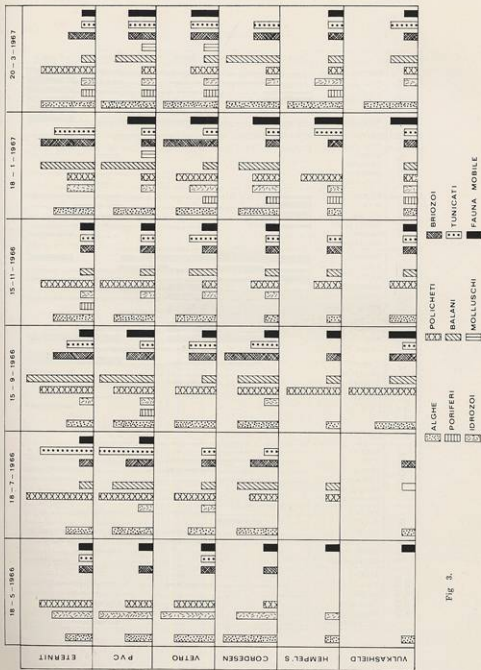 18 - 5 - 1966
18 - 7 - 1966
15 - 9 - 1966
15 - 11 - 1966
18 - 1 - 1967
20 - 3 - 1967
ETERNIT
PVC
VETRO
CORDESEN
HEMPEL'S
VULKASHIELD
ALGHE
PORIFERI
IDROZOI
POLICHETI
BALANI
MOLLUSCHI
BRIOZOI
TUNICATI
FAUNA MOBILE
Fig 3.